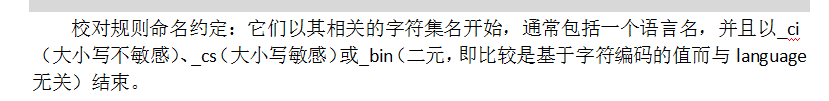 校对规则命名约定：它们以其相关的字符集名开始，通常包括一个语言名，并且以_ci
（大小写不敏感）、_cs（大小写敏感）或_bin（二元，即比较是基于字符编码的值而与 language
无关）结束。